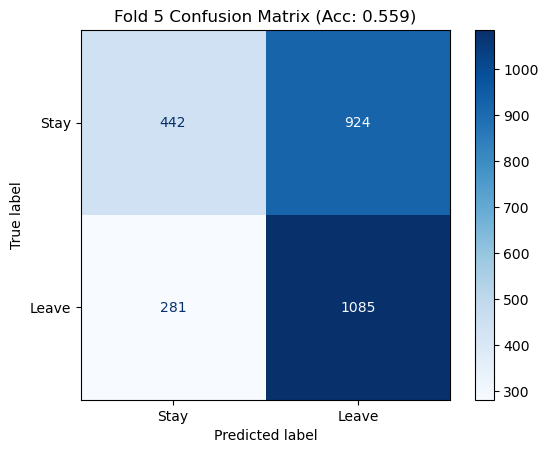 Fold 5 Confusion Matrix (Acc: 0.559)
Stay
442
924
Leave
281
1085
True label
Stay
Leave
Predicted label
1000
900
800
700
600
500
400
300